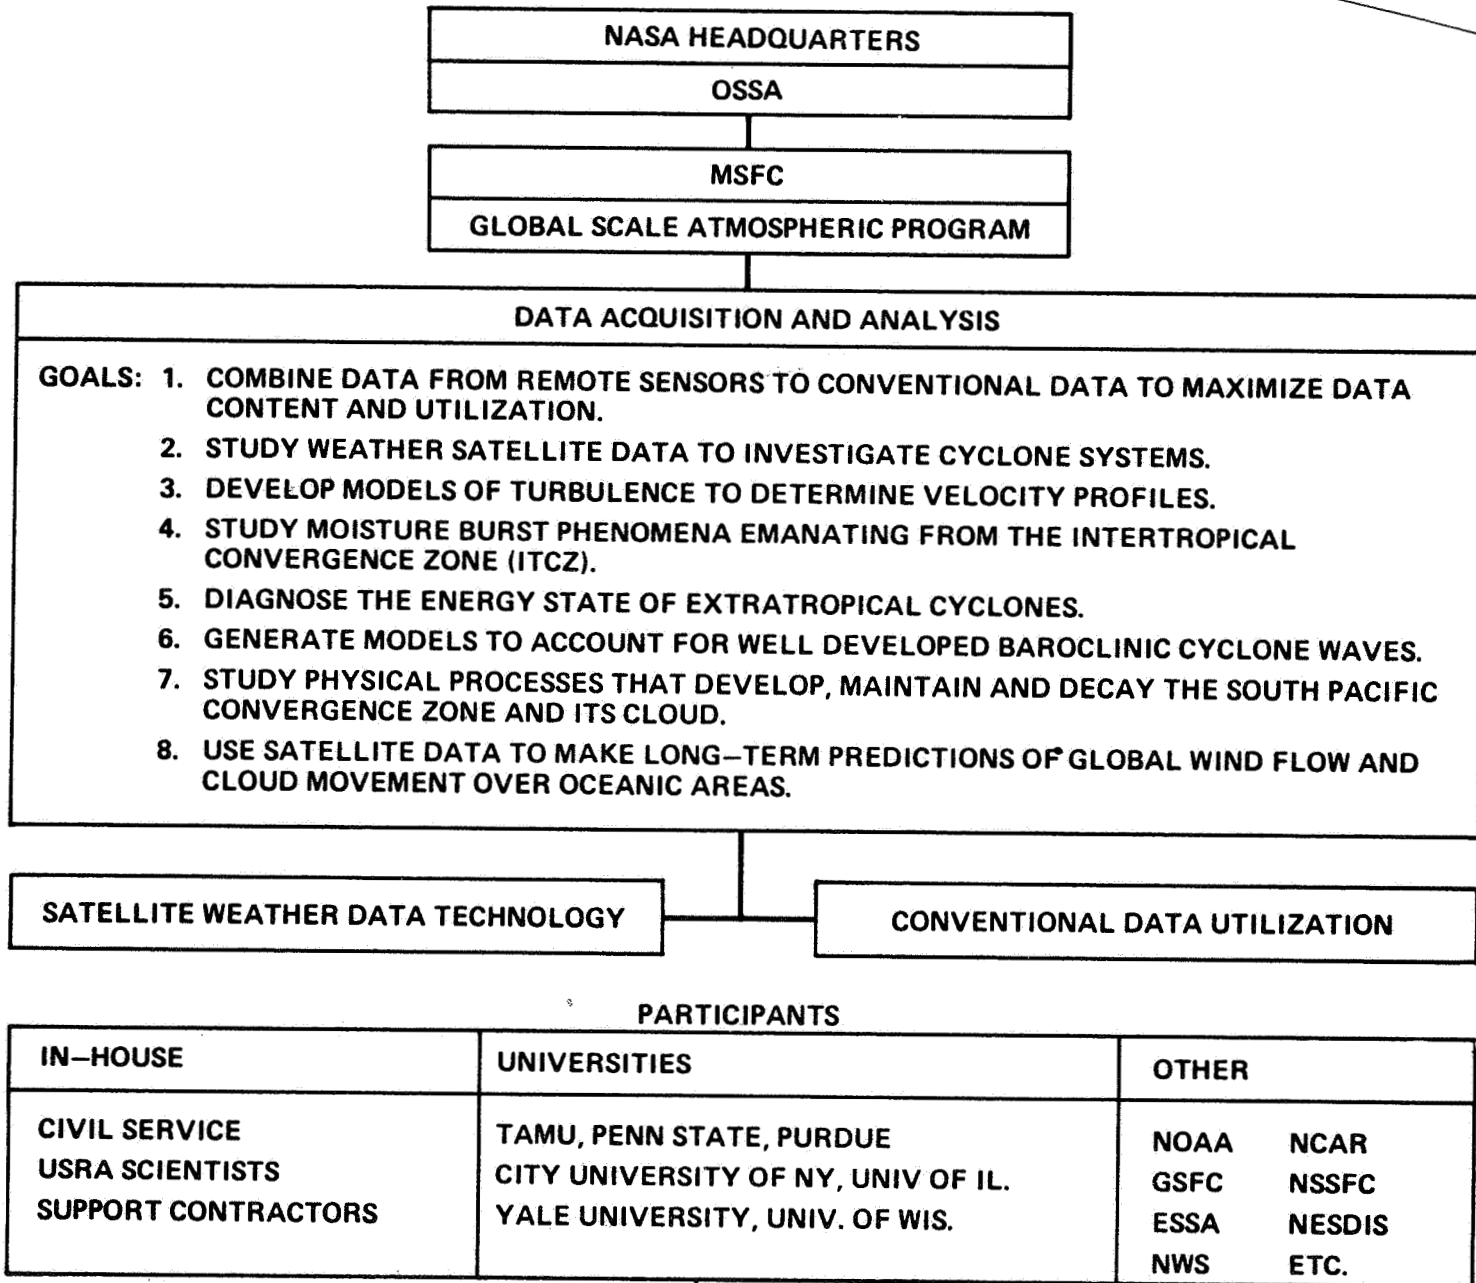 NASA HEADQUARTERS
OSSA
MSFC
GLOBAL SCALE ATMOSPHERIC PROGRAM
DATA ACQUISITION AND ANALYSIS
GOALS: 1. COMBINE DATA FROM REMOTE SENSORS TO CONVENTIONAL DATA TO MAXIMIZE DATA
CONTENT AND UTILIZATION.
2. STUDY WEATHER SATELLITE DATA TO INVESTIGATE CYCLONE SYSTEMS.
3. DEVELOP MODELS OF TURBULENCE TO DETERMINE VELOCITY PROFILES.
4. STUDY MOISTURE BURST PHENOMENA EMANATING FROM THE INTERTROPICAL
CONVERGENCE ZONE (ITCZ).
5. DIAGNOSE THE ENERGY STATE OF EXTRATROPICAL CYCLONES.
6. GENERATE MODELS TO ACCOUNT FOR WELL DEVELOPED BAROCLINIC CYCLONE WAVES.
7. STUDY PHYSICAL PROCESSES THAT DEVELOP, MAINTAIN AND DECAY THE SOUTH PACIFIC
CONVERGENCE ZONE AND ITS CLOUD.
8. USE SATELLITE DATA TO MAKE LONG–TERM PREDICTIONS OF GLOBAL WIND FLOW AND
CLOUD MOVEMENT OVER OCEANIC AREAS.
SATELLITE WEATHER DATA TECHNOLOGY
CONVENTIONAL DATA UTILIZATION
PARTICIPANTS
IN–HOUSE
CIVIL SERVICE
USRA SCIENTISTS
SUPPORT CONTRACTORS
UNIVERSITIES
TAMU, PENN STATE, PURDUE
CITY UNIVERSITY OF NY, UNIV OF IL.
YALE UNIVERSITY, UNIV. OF WIS.
OTHER
NOAA NCAR
GSFC NSSFC
ESSA NESDIS
NWS ETC.